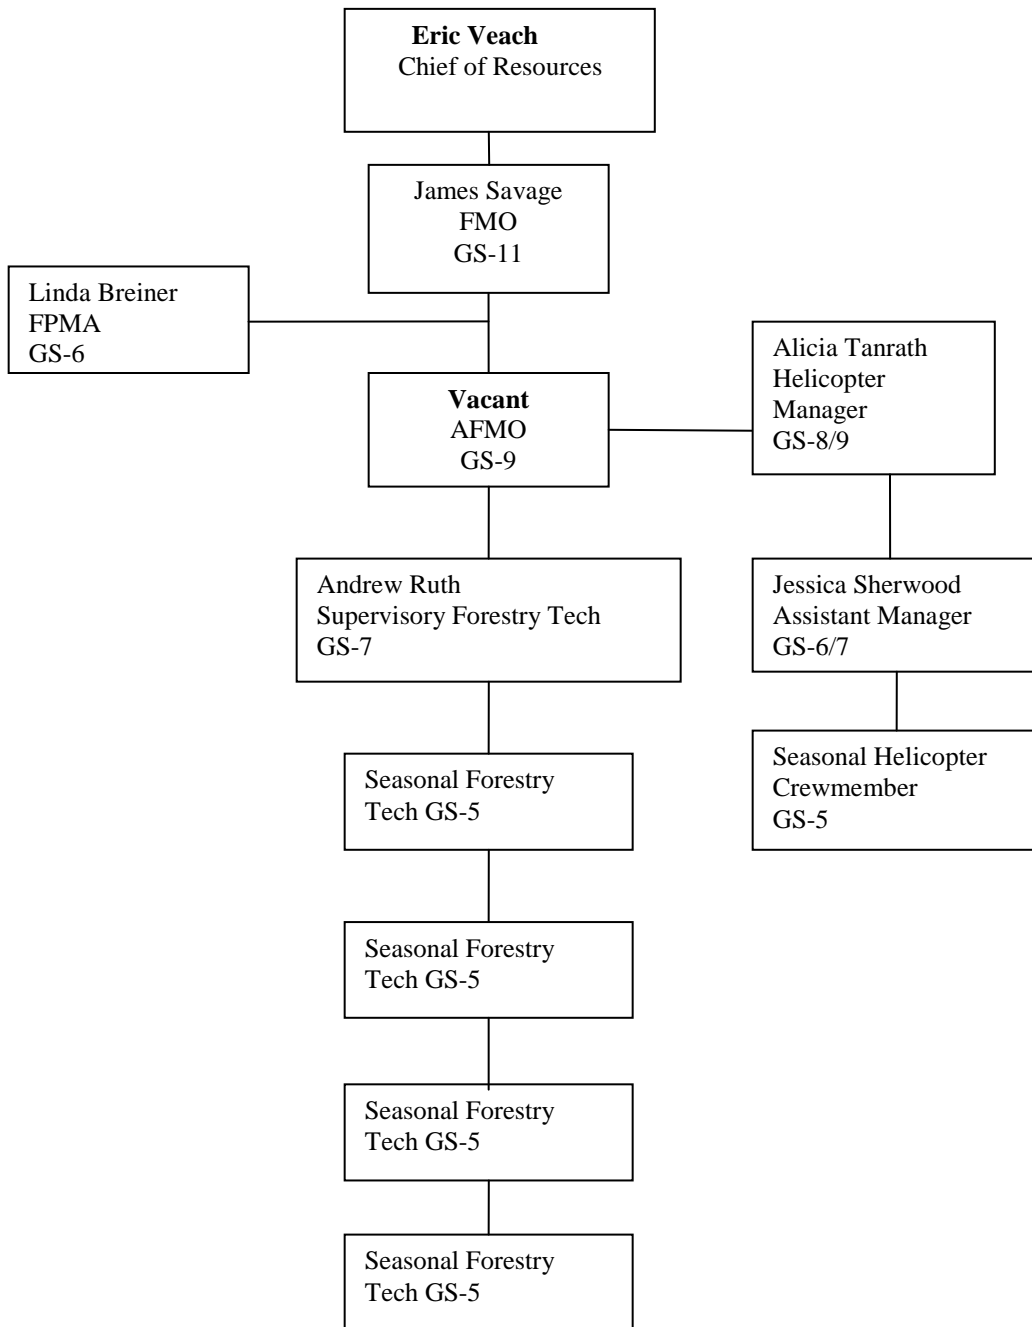 Eric Veach
Chief of Resources
James Savage
FMO
GS-11
Linda Breiner
FPMA
GS-6
Vacant
AFMO
GS-9
Alicia Tanrath
Helicopter
Manager
GS-8/9
Andrew Ruth
Supervisory Forestry Tech
GS-7
Jessica Sherwood
Assistant Manager
GS-6/7
Seasonal Forestry
Tech GS-5
Seasonal Helicopter
Crewmember
GS-5
Seasonal Forestry
Tech GS-5
Seasonal Forestry
Tech GS-5
Seasonal Forestry
Tech GS-5